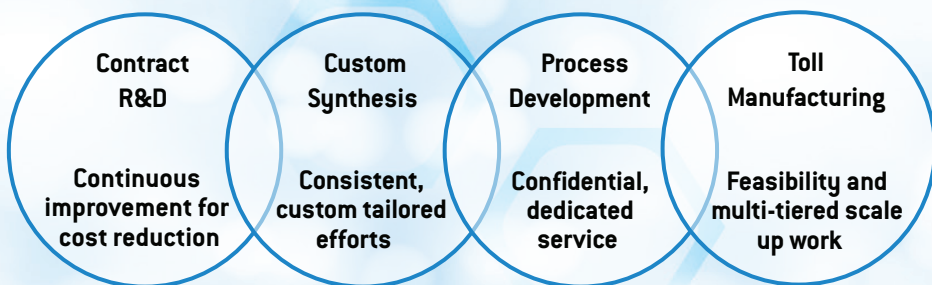 Contract
R&D
Continuous
improvement for
cost reduction
Custom
Synthesis
Consistent,
custom tailored
efforts
Process
Development
Confidential,
dedicated
service
Toll
Manufacturing
Feasibility and
multi-tiered scale
up work